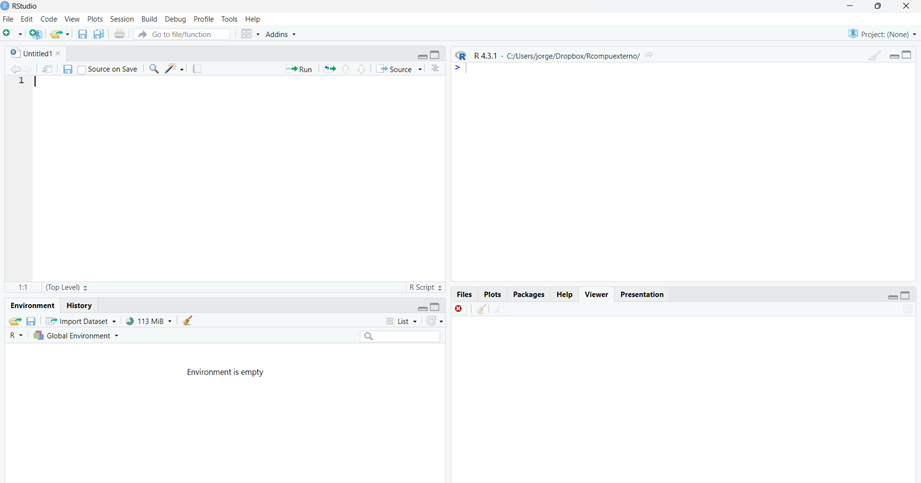 RStudio
File Edit Code View Plots Session Build Debug Profile Tools Help
Go to file/function Addins Project: (None)
Untitled1
Source on Save Run Source
1
1:1 (Top Level) R Script
R 4.3.1 · C:/Users/jorge/Dropbox/Rcompuexterno/
>
Environment History
Import Dataset 113 MiB List
R Global Environment
Environment is empty
Files Plots Packages Help Viewer Presentation